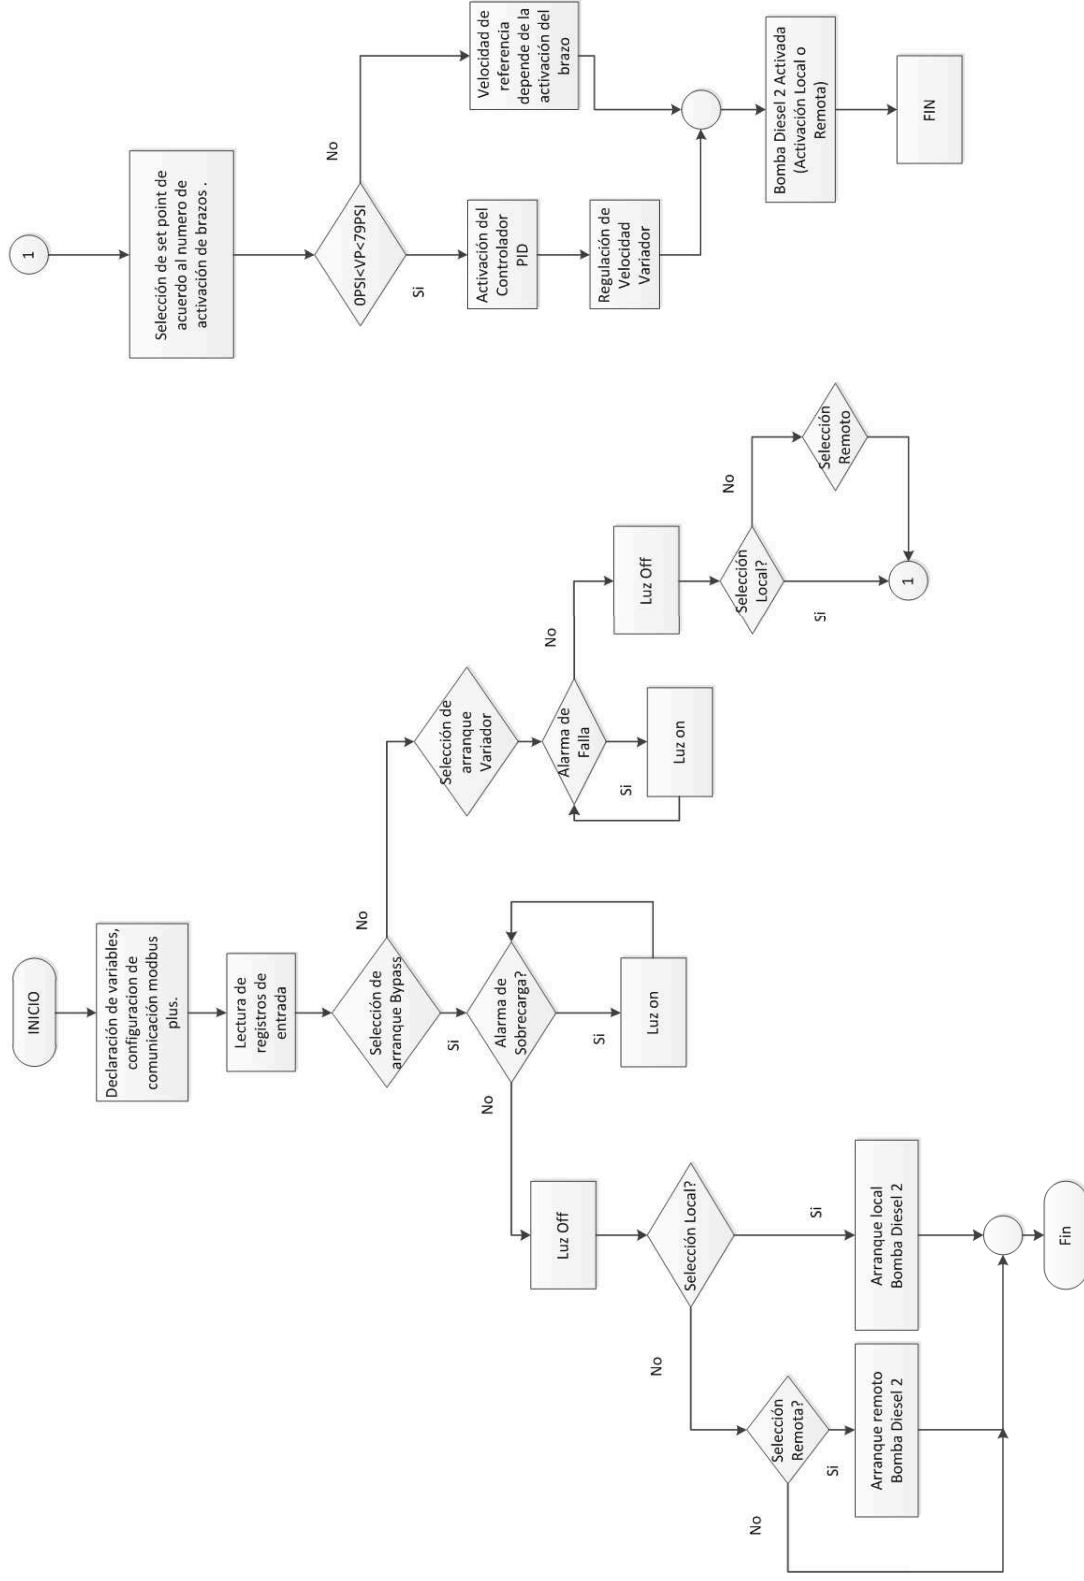 INICIO
Declaración de variables,
configuracion de
comunicación modbus
plus.
Lectura de
registros de
entrada
Selección de
arranque Bypass
No
Si
Alarma de
Sobrecarga?
No
Si
Luz on
Luz Off
Selección Local?
No
Si
Selección
Remota?
No
Si
Arranque remoto
Bomba Diesel 2
Arranque local
Bomba Diesel 2
Fin
Selección de
arranque
Variador
Alarma de
Falla
No
Si
Luz on
Luz Off
Selección
Local?
No
Si
Selección
Remoto
1
1
Selección de set point de
acuerdo al numero de
activación de brazos .
0PSI<VP<79PSI
No
Si
Activación del
Controlador
PID
Regulación de
Velocidad
Variador
Velocidad de
referencia
depende de la
activación del
brazo
Bomba Diesel 2 Activada
(Activación Local o
Remota)
FIN